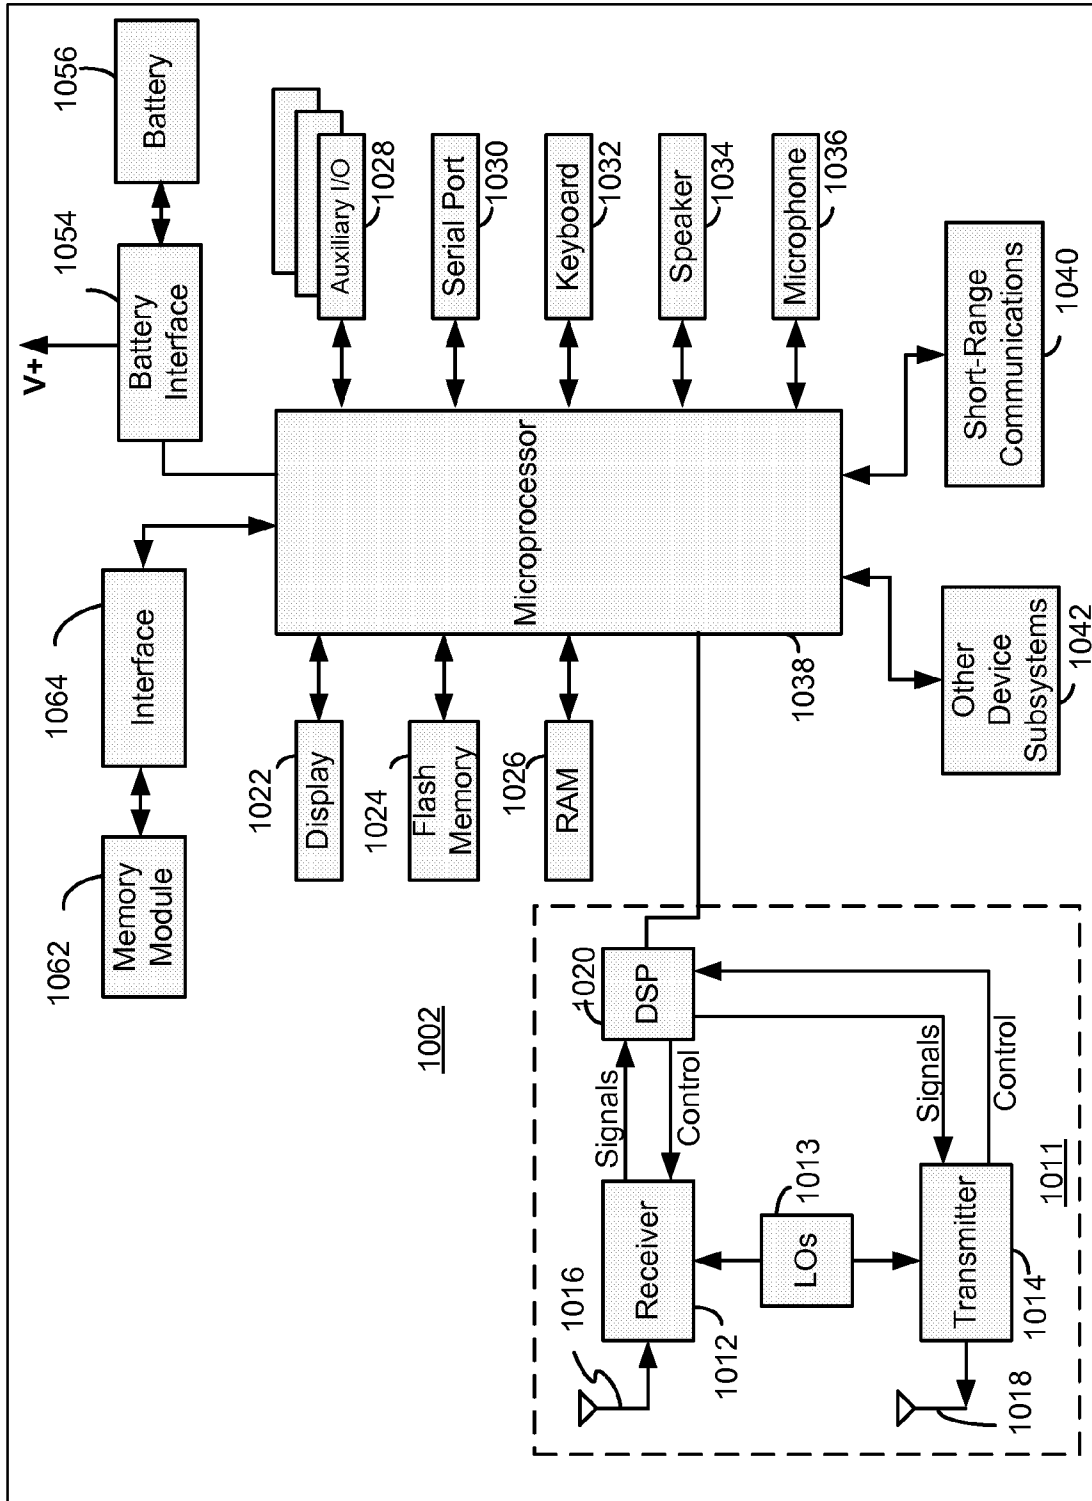 1016
Receiver
1012
Signals
Control
1020
DSP
LOs
1013
Transmitter
1014
1018
Signals
Control
1011
1002
1062
Memory
Module
1064
Interface
V+
1054
Battery
Interface
1056
Battery
1022
Display
1024
Flash
Memory
1026
RAM
Microprocessor
1038
Auxiliary I/O
1028
Serial Port
1030
Keyboard
1032
Speaker
1034
Microphone
1036
Other
Device
Subsystems
1042
Short-Range
Communications
1040